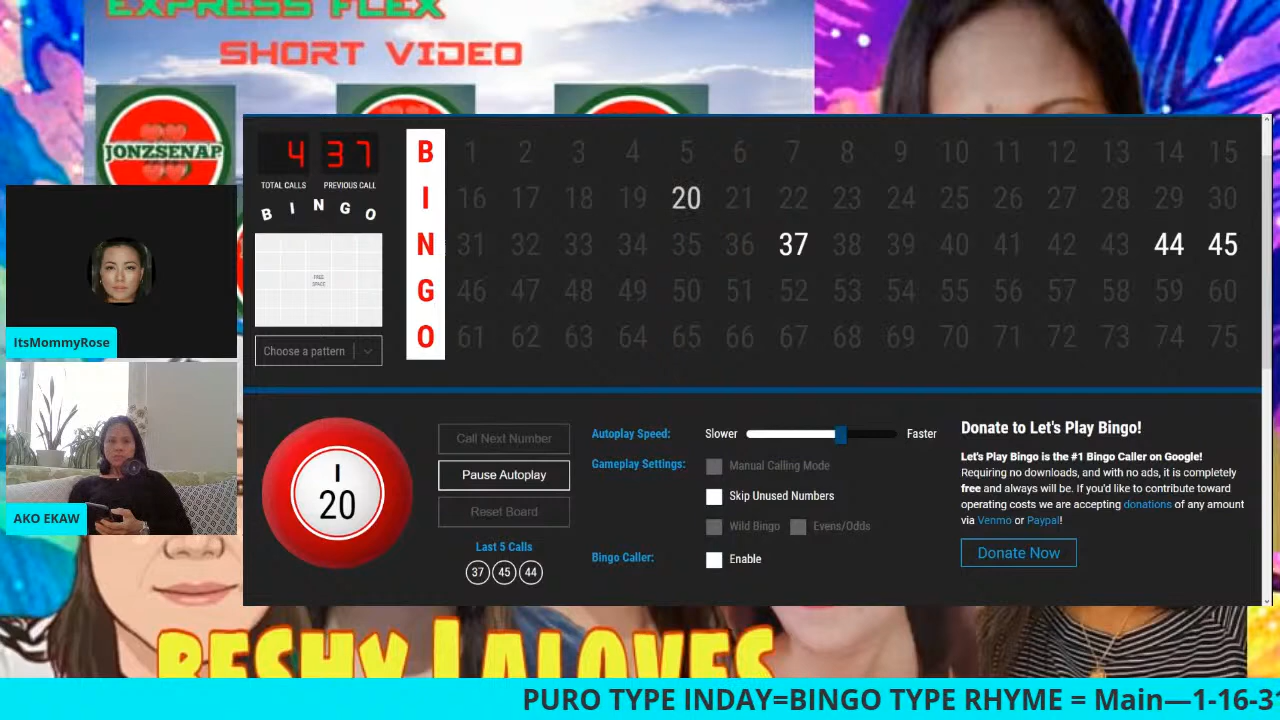 EXPRESS FLEX
SHORT VIDEO
JONZSENAP
4 37
TOTAL CALLS PREVIOUS CALL
B I N G O
FREE
SPACE
Choose a pattern
B 1 2 3 4 5 6 7 8 9 10 11 12 13 14 15
I 16 17 18 19 20 21 22 23 24 25 26 27 28 29 30
N 31 32 33 34 35 36 37 38 39 40 41 42 43 44 45
G 46 47 48 49 50 51 52 53 54 55 56 57 58 59 60
O 61 62 63 64 65 66 67 68 69 70 71 72 73 74 75
ItsMommyRose
AKO EKAW
I
20
Call Next Number
Pause Autoplay
Reset Board
Last 5 Calls
37 45 44
Autoplay Speed: Slower Faster
Gameplay Settings: Manual Calling Mode
Skip Unused Numbers
Wild Bingo Evens/Odds
Bingo Caller: Enable
Donate to Let's Play Bingo!
Let's Play Bingo is the #1 Bingo Caller on Google!
Requiring no downloads, and with no ads, it is completely
free and always will be. If you'd like to contribute toward
operating costs we are accepting donations of any amount
via Venmo or Paypal!
Donate Now
BESHY LALOVES
PURO TYPE INDAY=BINGO TYPE RHYME = Main—1-16-31